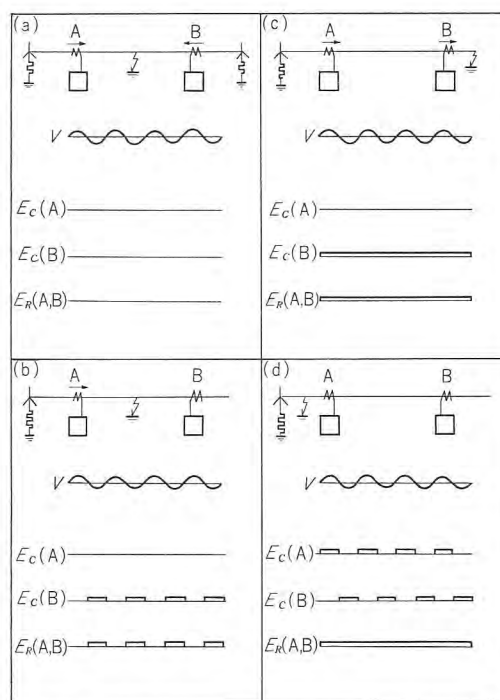 (a)
A
B
V
E_C(A)
E_C(B)
E_R(A,B)
(c)
A
B
V
E_C(A)
E_C(B)
E_R(A,B)
(b)
A
B
V
E_C(A)
E_C(B)
E_R(A,B)
(d)
A
B
V
E_C(A)
E_C(B)
E_R(A,B)